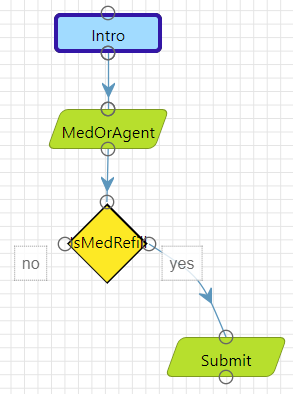 Intro
MedOrAgent
IsMedRefill
no
yes
Submit